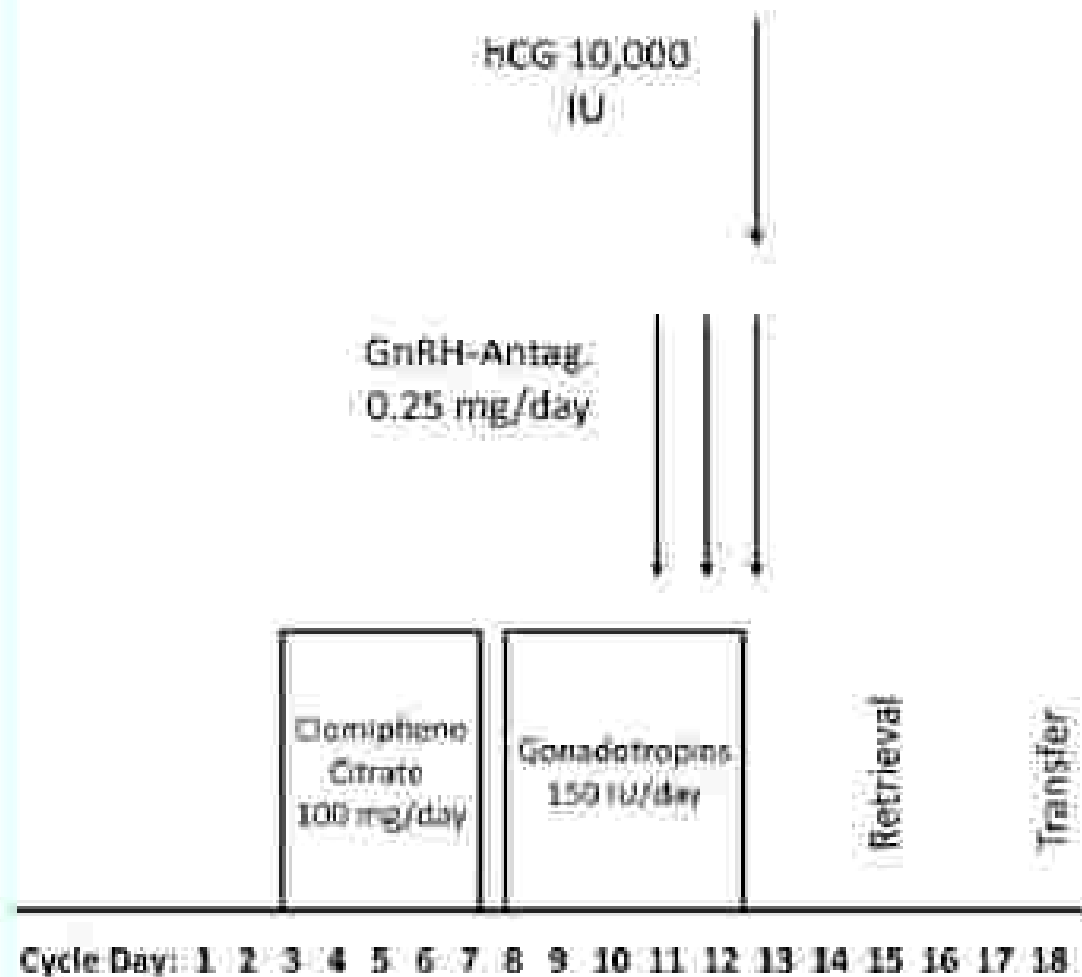 hCG 10,000
IU
GnRH-Antag.
0.25 mg/day
Clomiphene
Citrate
100 mg/day
Gonadotropins
150 IU/day
Retrieval
Transfer
Cycle Day: 1 2 3 4 5 6 7 8 9 10 11 12 13 14 15 16 17 18